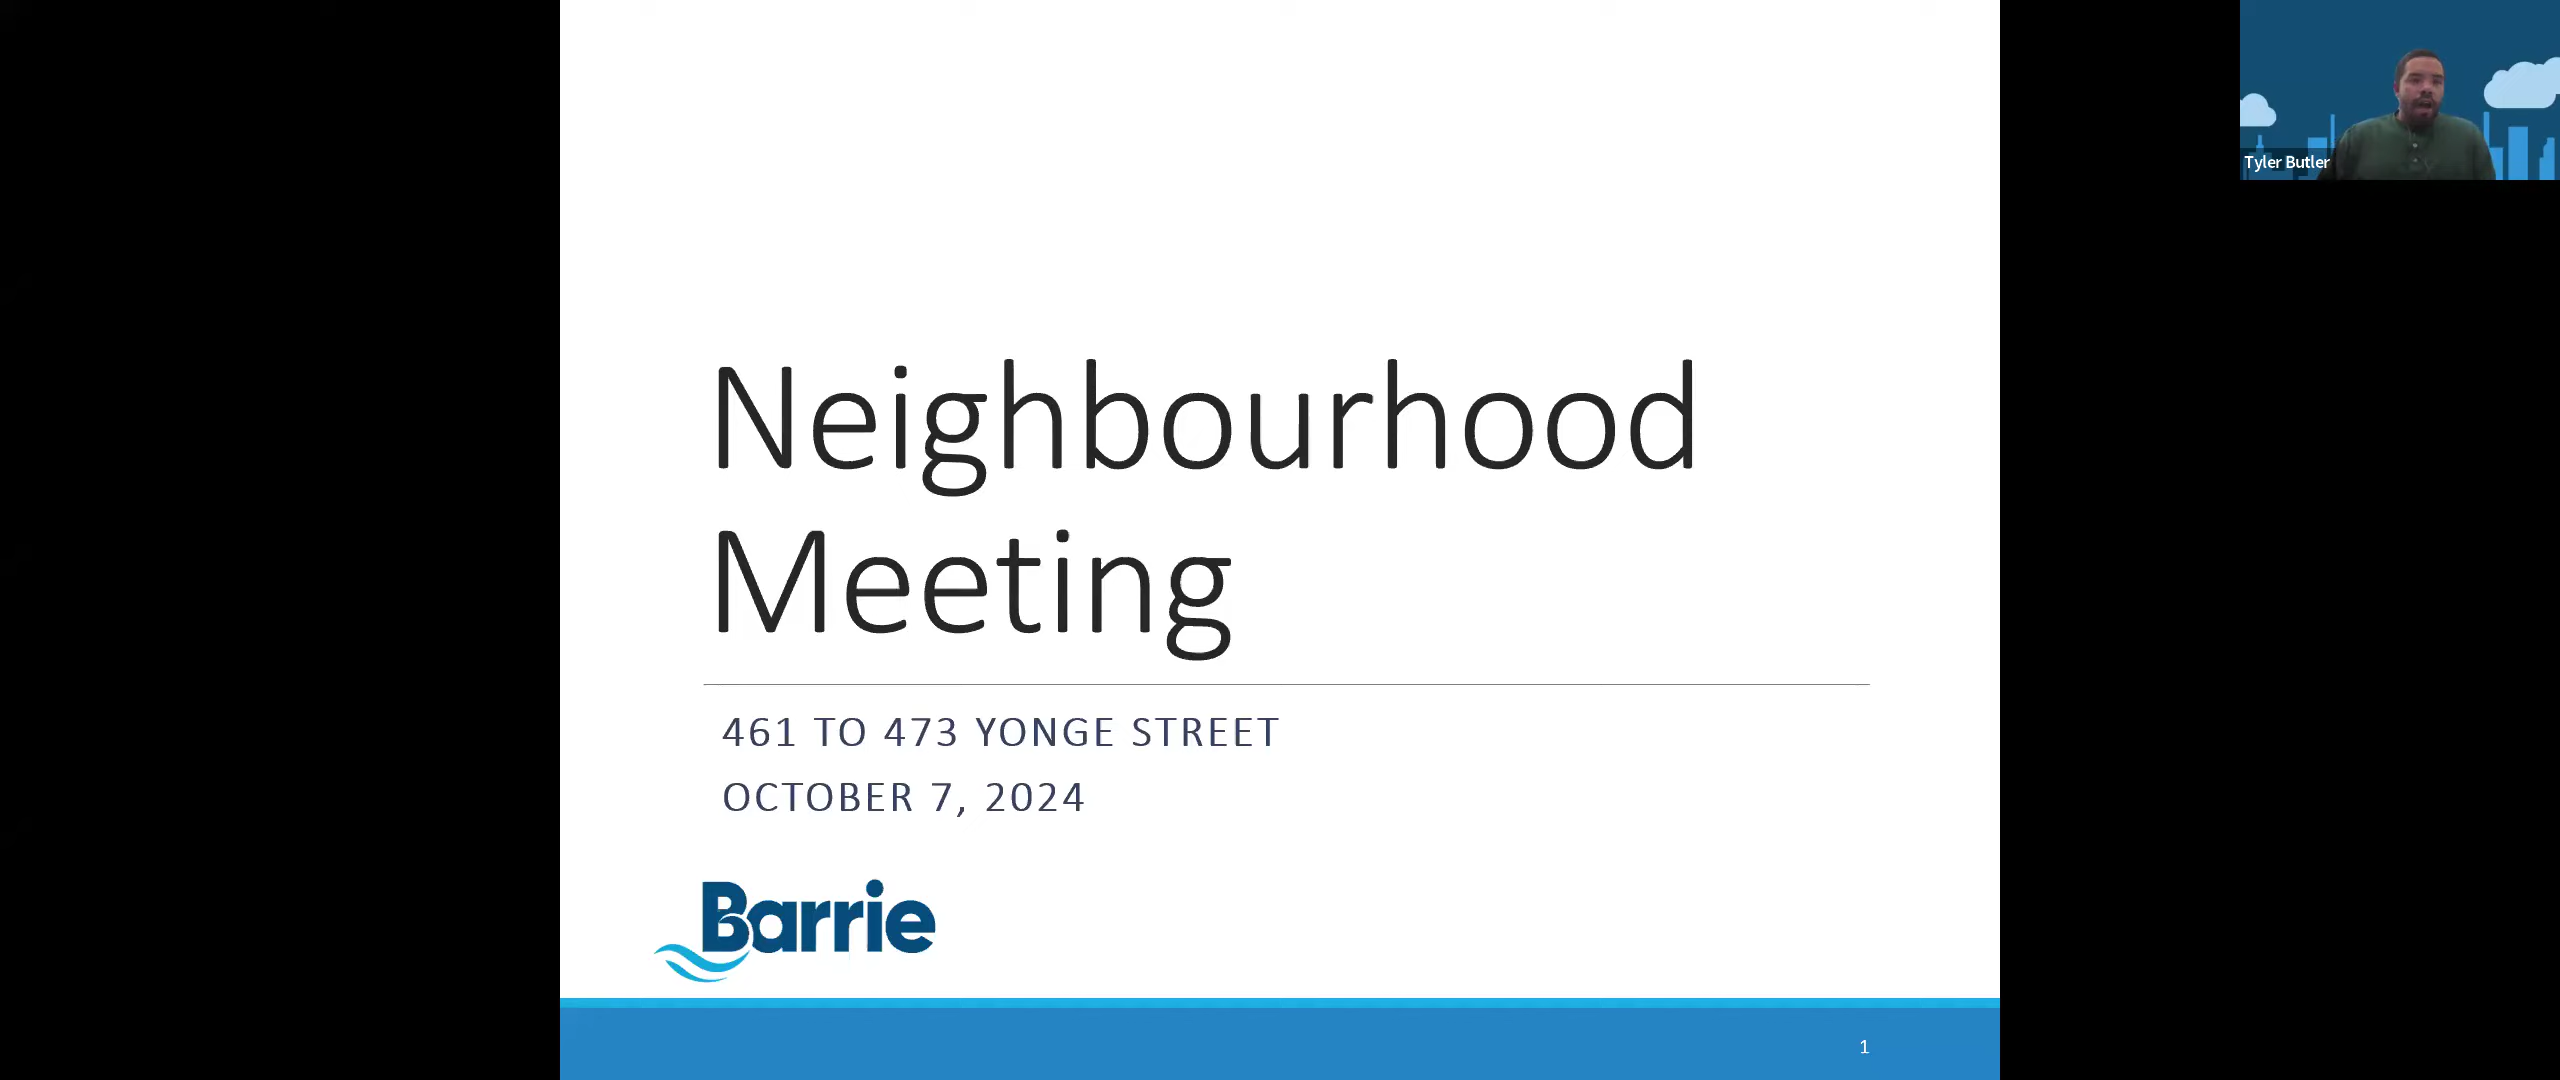 Neighbourhood
Meeting
461 TO 473 YONGE STREET
OCTOBER 7, 2024
Barrie
1
Tyler Butler